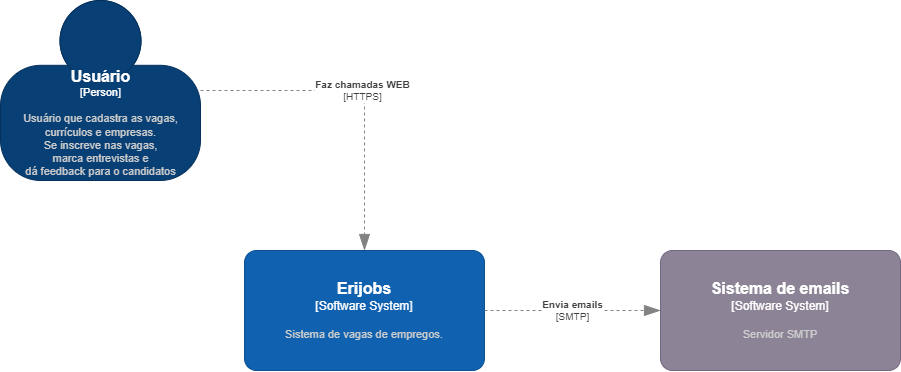 Usuário
[Person]
Usuário que cadastra as vagas,
currículos e empresas.
Se inscreve nas vagas,
marca entrevistas e
dá feedback para o candidatos
Faz chamadas WEB
[HTTPS]
Erijobs
[Software System]
Sistema de vagas de empregos.
Envia emails
[SMTP]
Sistema de emails
[Software System]
Servidor SMTP